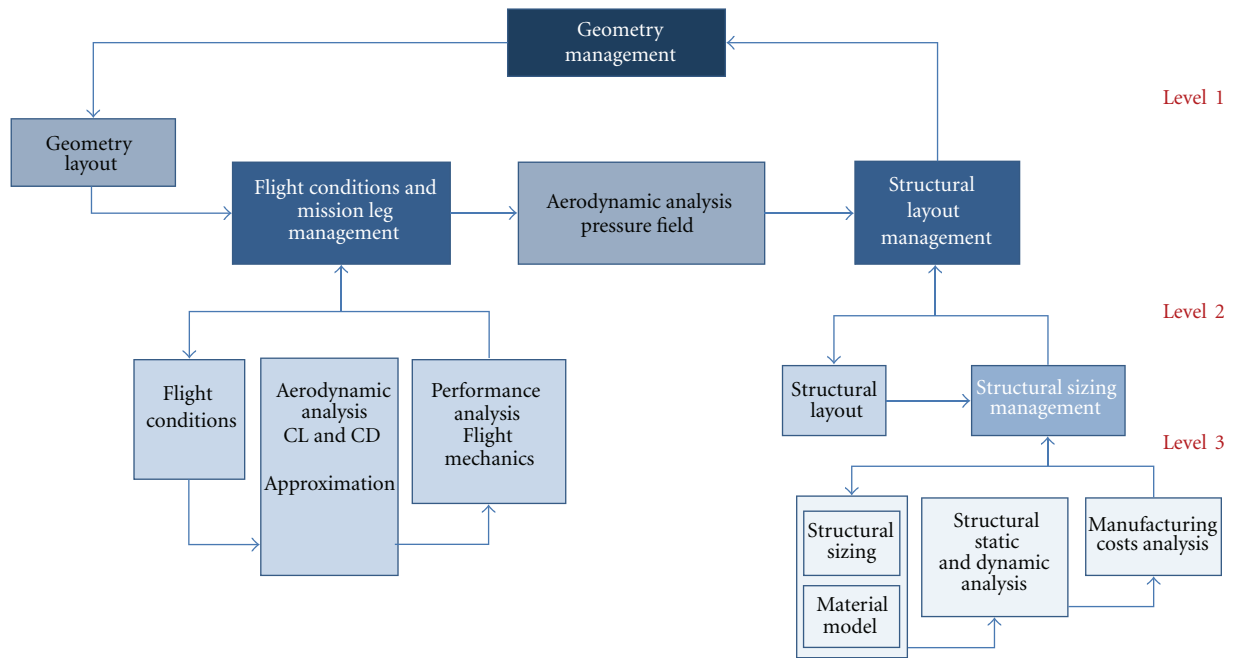 Geometry
management
Level 1
Geometry
layout
Flight conditions and
mission leg
management
Aerodynamic analysis
pressure field
Structural
layout
management
Level 2
Flight
conditions
Aerodynamic
analysis
CL and CD
Approximation
Performance
analysis
Flight
mechanics
Structural
layout
Structural sizing
management
Level 3
Structural
sizing
Material
model
Structural
static
and dynamic
analysis
Manufacturing
costs analysis